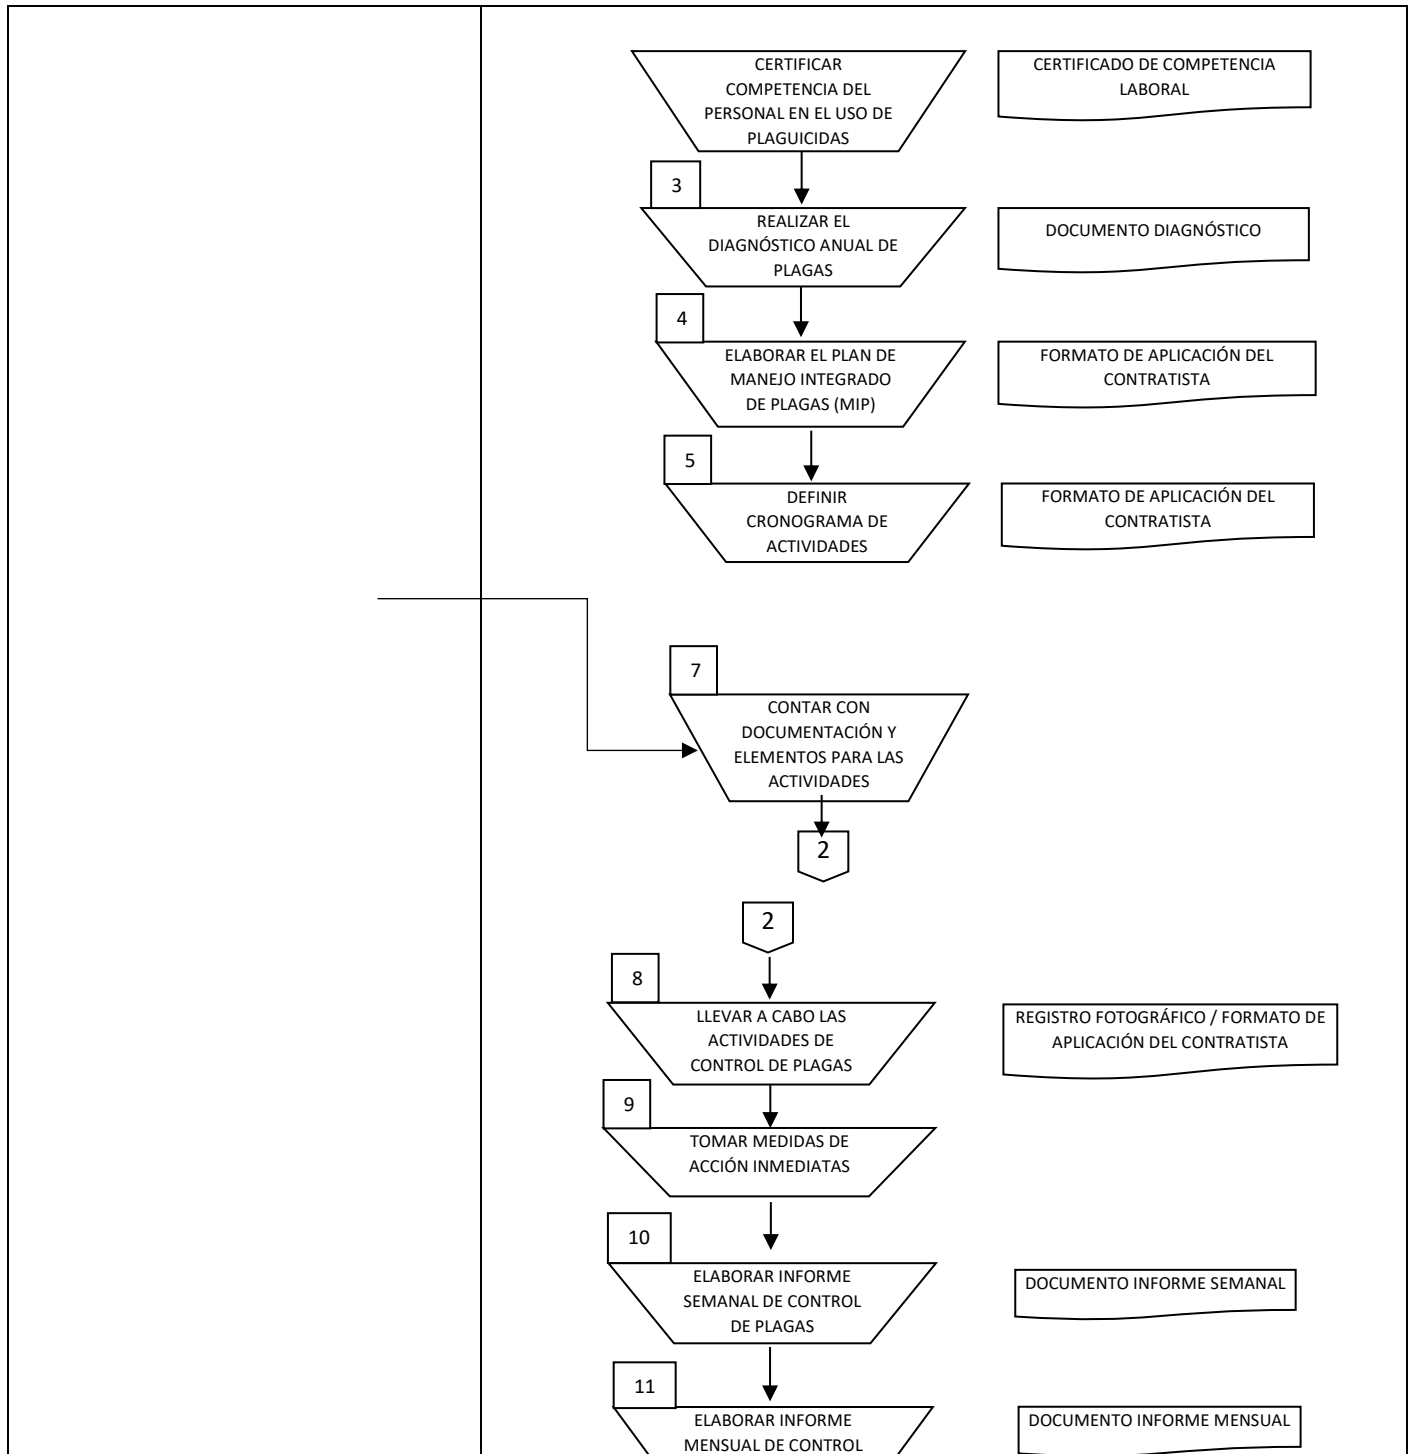 CERTIFICAR
COMPETENCIA DEL
PERSONAL EN EL USO DE
PLAGUICIDAS
CERTIFICADO DE COMPETENCIA
LABORAL
3
REALIZAR EL
DIAGNÓSTICO ANUAL DE
PLAGAS
DOCUMENTO DIAGNÓSTICO
4
ELABORAR EL PLAN DE
MANEJO INTEGRADO
DE PLAGAS (MIP)
FORMATO DE APLICACIÓN DEL
CONTRATISTA
5
DEFINIR
CRONOGRAMA DE
ACTIVIDADES
FORMATO DE APLICACIÓN DEL
CONTRATISTA
7
CONTAR CON
DOCUMENTACIÓN Y
ELEMENTOS PARA LAS
ACTIVIDADES
2
2
8
LLEVAR A CABO LAS
ACTIVIDADES DE
CONTROL DE PLAGAS
REGISTRO FOTOGRÁFICO / FORMATO DE
APLICACIÓN DEL CONTRATISTA
9
TOMAR MEDIDAS DE
ACCIÓN INMEDIATAS
10
ELABORAR INFORME
SEMANAL DE CONTROL
DE PLAGAS
DOCUMENTO INFORME SEMANAL
11
ELABORAR INFORME
MENSUAL DE CONTROL
DOCUMENTO INFORME MENSUAL